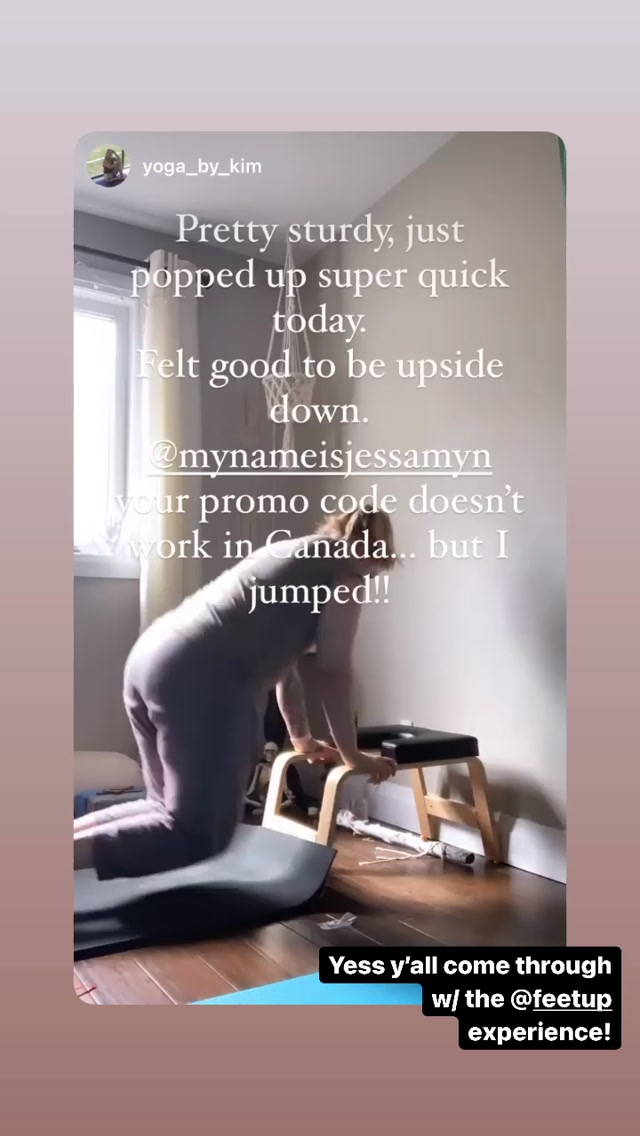 yoga_by_kim
Pretty sturdy, just
popped up super quick
today.
Felt good to be upside
down.
@mynameisjessamyn
your promo code doesn't
work in Canada... but I
jumped!!
Yess y'all come through
w/ the @feetup
experience!